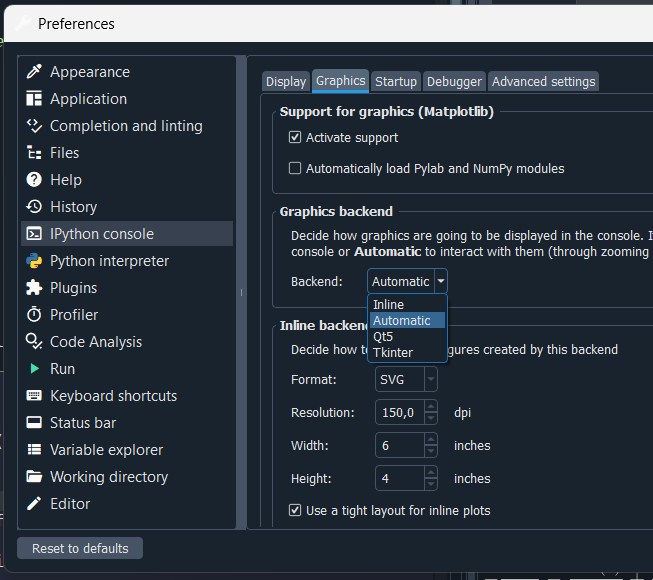 Preferences
Appearance
Application
Completion and linting
Files
Help
History
IPython console
Python interpreter
Plugins
Profiler
Code Analysis
Run
Keyboard shortcuts
Status bar
Variable explorer
Working directory
Editor
Reset to defaults
Display Graphics Startup Debugger Advanced settings
Support for graphics (Matplotlib)
Activate support
Automatically load Pylab and NumPy modules
Graphics backend
Decide how graphics are going to be displayed in the console. I
console or Automatic to interact with them (through zooming
Backend: Automatic
Inline
Automatic
Qt5
Tkinter
Inline backen
Decide how t gures created by this backend
Format: SVG
Resolution: 150,0 dpi
Width: 6 inches
Height: 4 inches
Use a tight layout for inline plots